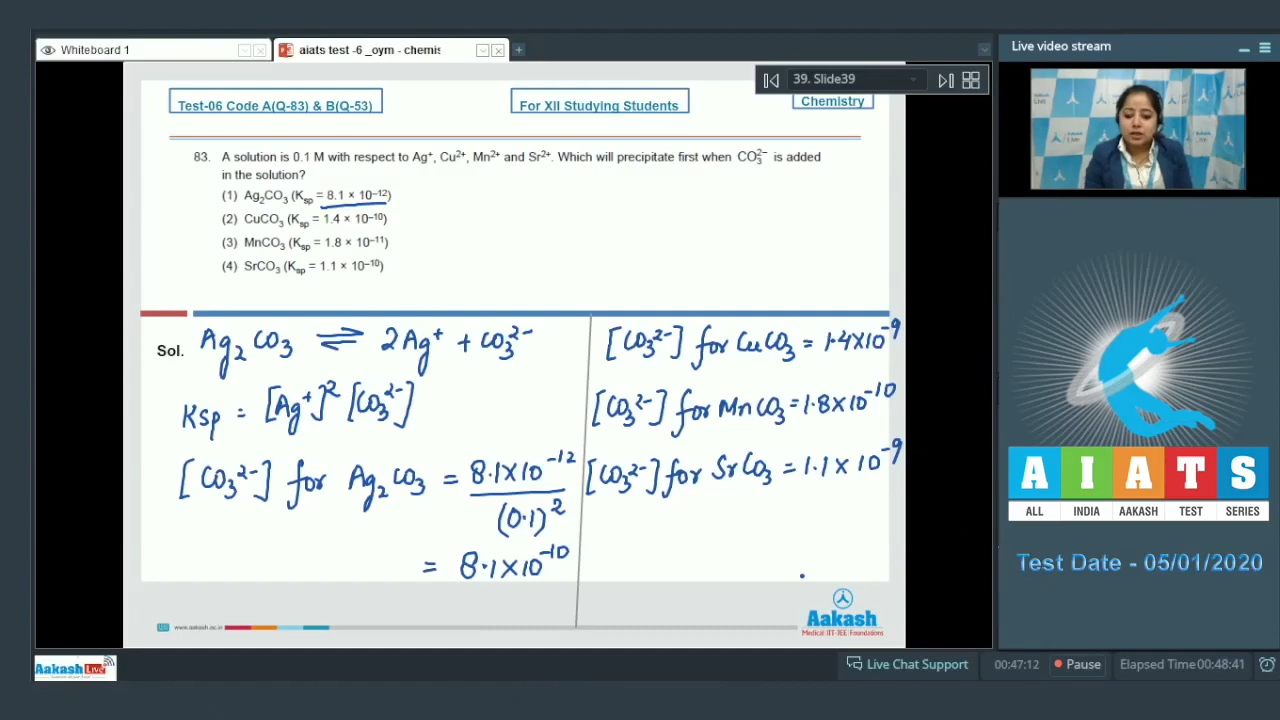 Whiteboard 1
aiats test -6 _oym - chemis
Live video stream
39. Slide39
Test-06 Code A(Q-83) & B(Q-53)
For XII Studying Students
Chemistry
83. A solution is 0.1 M with respect to Ag⁺, Cu²⁺, Mn²⁺ and Sr²⁺. Which will precipitate first when CO₃²⁻ is added
in the solution?
(1) Ag₂CO₃ (Kₛₚ = 8.1 × 10⁻¹²)
(2) CuCO₃ (Kₛₚ = 1.4 × 10⁻¹⁰)
(3) MnCO₃ (Kₛₚ = 1.8 × 10⁻¹¹)
(4) SrCO₃ (Kₛₚ = 1.1 × 10⁻¹⁰)
Sol.
Ag₂CO₃ ⇌ 2Ag⁺ + CO₃²⁻
Ksp = [Ag⁺]² [CO₃²⁻]
[CO₃²⁻] for Ag₂CO₃ = 8.1×10⁻¹²
(0.1)²
= 8.1×10⁻¹⁰
[CO₃²⁻] for CuCO₃ = 1.4×10⁻⁹
[CO₃²⁻] for MnCO₃ = 1.8×10⁻¹⁰
[CO₃²⁻] for SrCO₃ = 1.1×10⁻⁹
www.aakash.ac.in
Aakash
Medical|IIT-JEE|Foundations
A I A T S
ALL INDIA AAKASH TEST SERIES
Test Date - 05/01/2020
Aakash Live
Live Chat Support
00:47:12
Pause
Elapsed Time 00:48:41